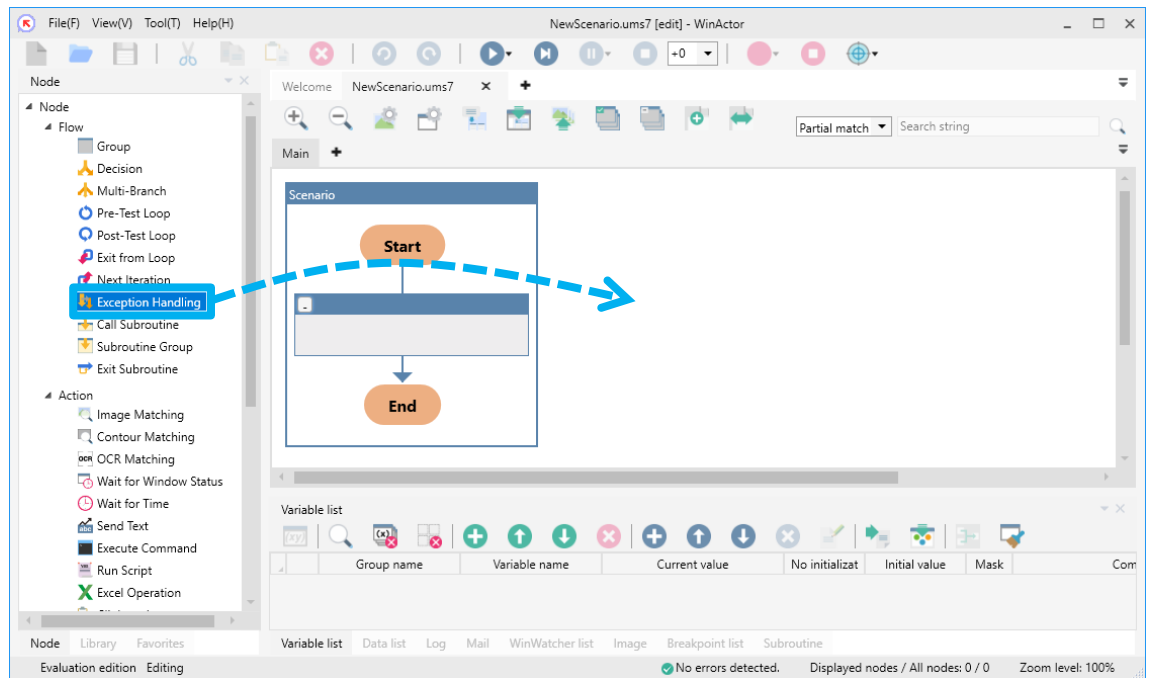 File(F) View(V) Tool(T) Help(H)
NewScenario.ums7 [edit] - WinActor
+0
Node
Welcome NewScenario.ums7
Node
Flow
Group
Decision
Multi-Branch
Pre-Test Loop
Post-Test Loop
Exit from Loop
Next Iteration
Exception Handling
Call Subroutine
Subroutine Group
Exit Subroutine
Action
Image Matching
Contour Matching
OCR OCR Matching
Wait for Window Status
Wait for Time
Send Text
Execute Command
Run Script
Excel Operation
Node Library Favorites
Partial match Search string
Main
Scenario
Start
End
Variable list
Group name Variable name Current value No initializat Initial value Mask Com
Variable list Data list Log Mail WinWatcher list Image Breakpoint list Subroutine
Evaluation edition Editing No errors detected. Displayed nodes / All nodes: 0 / 0 Zoom level: 100%